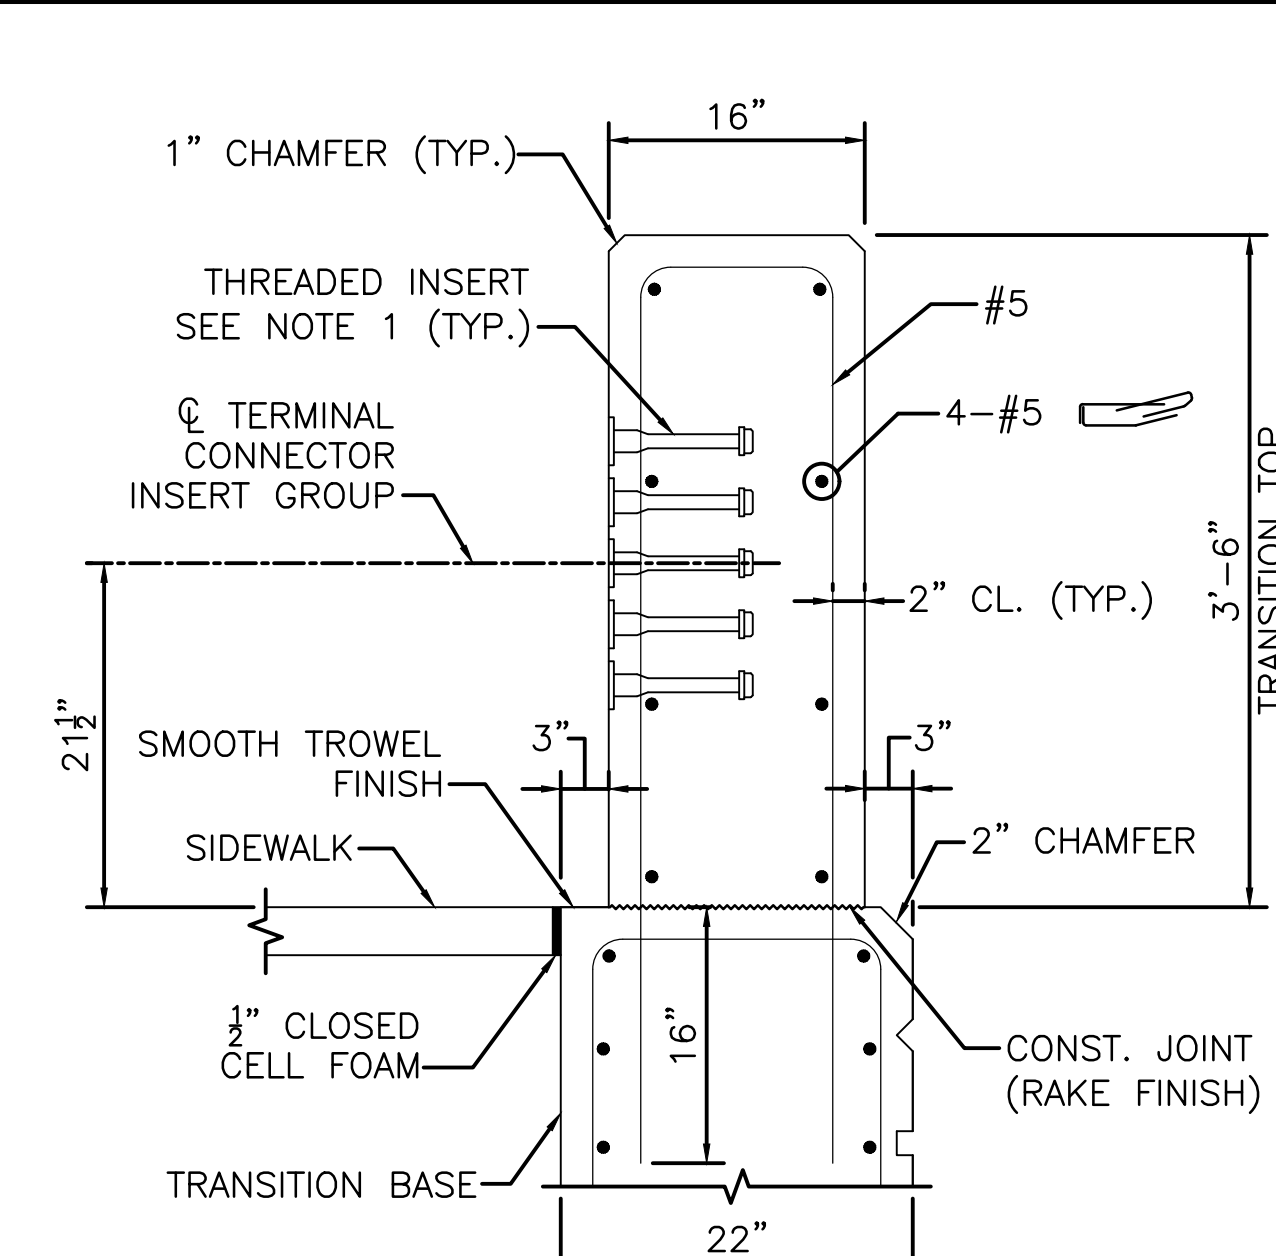 16”
1” CHAMFER (TYP.)
THREADED INSERT
SEE NOTE 1 (TYP.)
#5
℄ TERMINAL
CONNECTOR
INSERT GROUP
4–#5
2” CL. (TYP.)
3’–6”
TRANSITION TOP
21½”
SMOOTH TROWEL
FINISH
3”
3”
SIDEWALK
2” CHAMFER
½” CLOSED
CELL FOAM
16”
CONST. JOINT
(RAKE FINISH)
TRANSITION BASE
22”